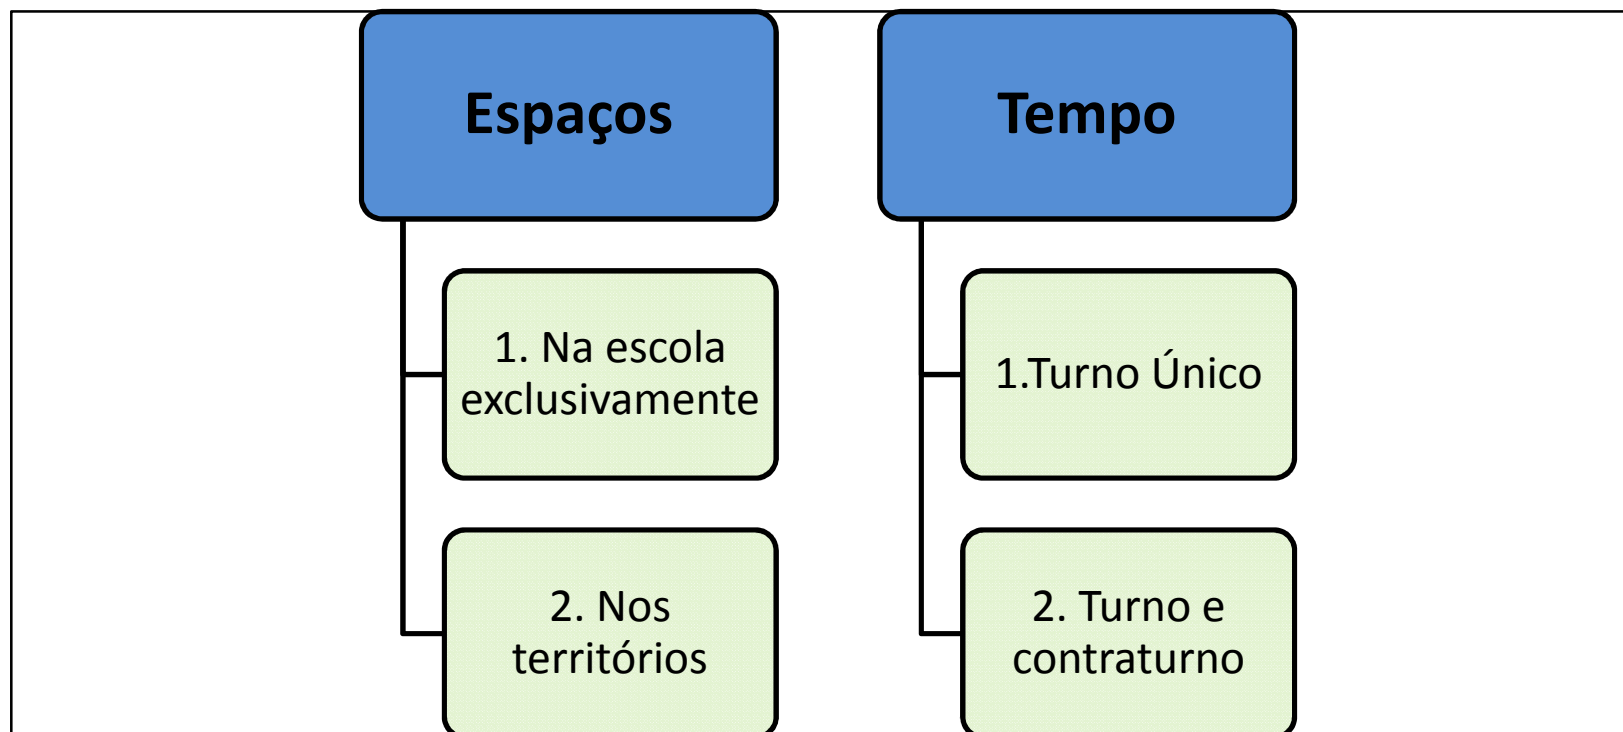 Espaços
1. Na escola
exclusivamente
2. Nos
territórios
Tempo
1.Turno Único
2. Turno e
contraturno